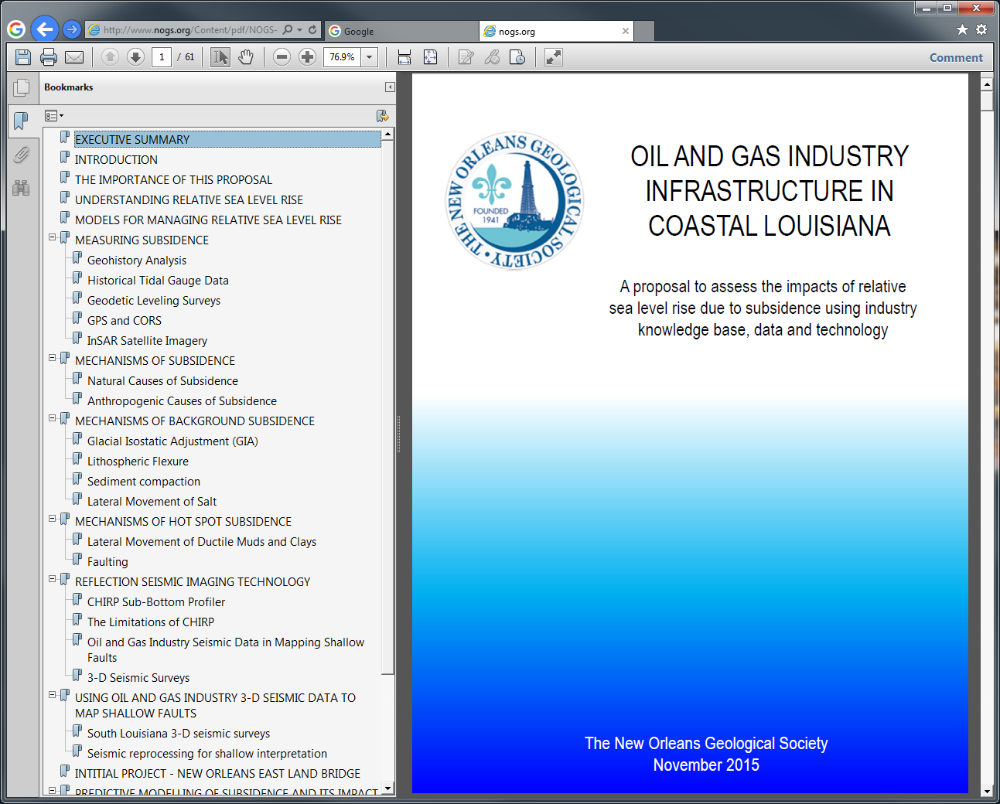 http://www.nogs.org/Content/pdf/NOGS-
Google
nogs.org
1 / 61
76.9%
Comment
Bookmarks
EXECUTIVE SUMMARY
INTRODUCTION
THE IMPORTANCE OF THIS PROPOSAL
UNDERSTANDING RELATIVE SEA LEVEL RISE
MODELS FOR MANAGING RELATIVE SEA LEVEL RISE
MEASURING SUBSIDENCE
Geohistory Analysis
Historical Tidal Gauge Data
Geodetic Leveling Surveys
GPS and CORS
InSAR Satellite Imagery
MECHANISMS OF SUBSIDENCE
Natural Causes of Subsidence
Anthropogenic Causes of Subsidence
MECHANISMS OF BACKGROUND SUBSIDENCE
Glacial Isostatic Adjustment (GIA)
Lithospheric Flexure
Sediment compaction
Lateral Movement of Salt
MECHANISMS OF HOT SPOT SUBSIDENCE
Lateral Movement of Ductile Muds and Clays
Faulting
REFLECTION SEISMIC IMAGING TECHNOLOGY
CHIRP Sub-Bottom Profiler
The Limitations of CHIRP
Oil and Gas Industry Seismic Data in Mapping Shallow
Faults
3-D Seismic Surveys
USING OIL AND GAS INDUSTRY 3-D SEISMIC DATA TO
MAP SHALLOW FAULTS
South Louisiana 3-D seismic surveys
Seismic reprocessing for shallow interpretation
INTITIAL PROJECT - NEW ORLEANS EAST LAND BRIDGE
PREDICTIVE MODELLING OF SUBSIDENCE AND ITS IMPACT
THE NEW ORLEANS GEOLOGICAL SOCIETY •
FOUNDED
1941
OIL AND GAS INDUSTRY
INFRASTRUCTURE IN
COASTAL LOUISIANA
A proposal to assess the impacts of relative
sea level rise due to subsidence using industry
knowledge base, data and technology
The New Orleans Geological Society
November 2015